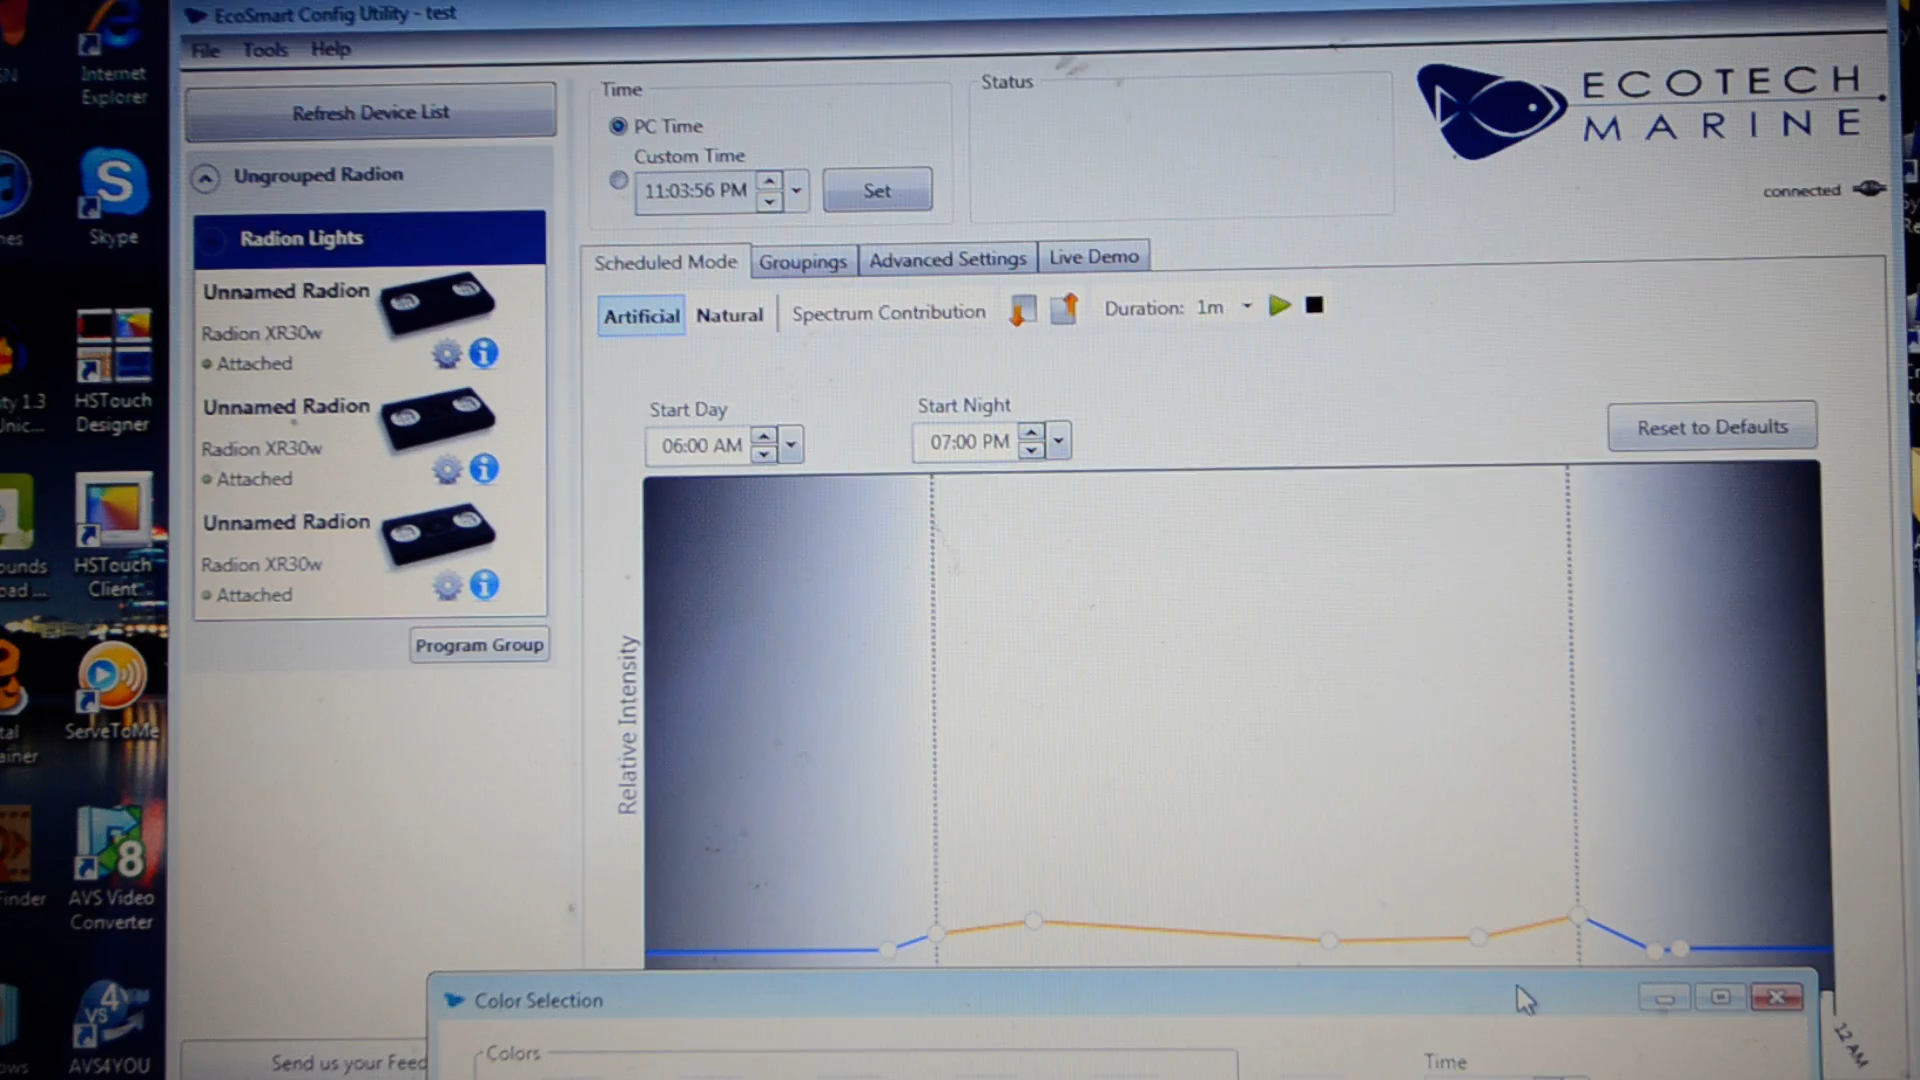 EcoSmart Config Utility - test
File Tools Help
Refresh Device List
Ungrouped Radion
Radion Lights
Unnamed Radion
Radion XR30w
Attached
Unnamed Radion
Radion XR30w
Attached
Unnamed Radion
Radion XR30w
Attached
Program Group
Send us your Feed
Time
PC Time
Custom Time
11:03:56 PM
Set
Status
ECOTECH
MARINE
connected
Scheduled Mode Groupings Advanced Settings Live Demo
Artificial Natural Spectrum Contribution Duration: 1m
Start Day
06:00 AM
Start Night
07:00 PM
Reset to Defaults
Relative Intensity
12 AM
Color Selection
Colors
Time
Internet
Explorer
Skype
HSTouch
Designer
HSTouch
Client
ServeToMe
AVS Video
Converter
AVS4YOU